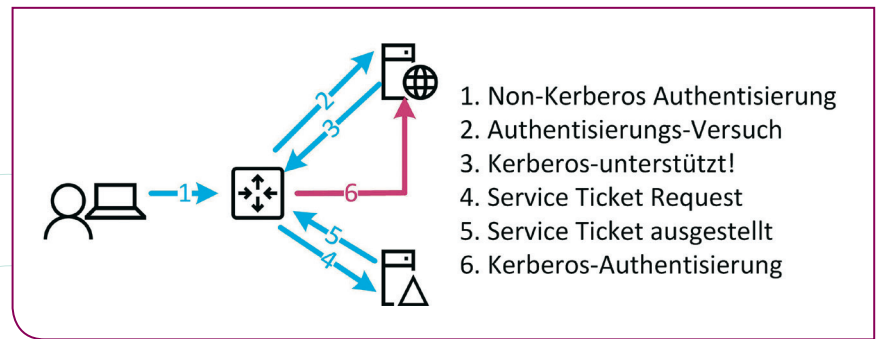 1. Non-Kerberos Authentisierung
2. Authentisierungs-Versuch
3. Kerberos-unterstützt!
4. Service Ticket Request
5. Service Ticket ausgestellt
6. Kerberos-Authentisierung
2
3
1
6
5
4